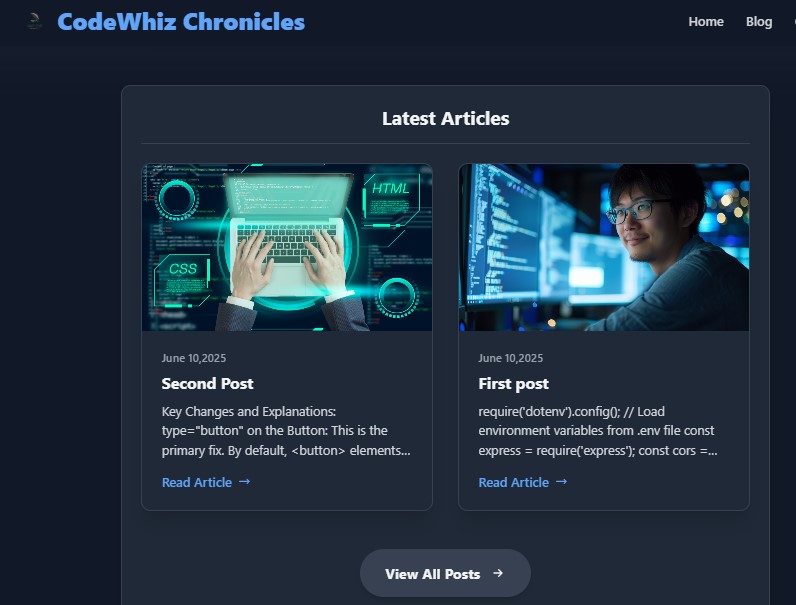 CodeWhiz Chronicles
Home
Blog
Latest Articles
HTML
CSS
June 10,2025
Second Post
Key Changes and Explanations:
type="button" on the Button: This is the
primary fix. By default, <button> elements...
Read Article →
June 10,2025
First post
require('dotenv').config(); // Load
environment variables from .env file const
express = require('express'); const cors =...
Read Article →
View All Posts →